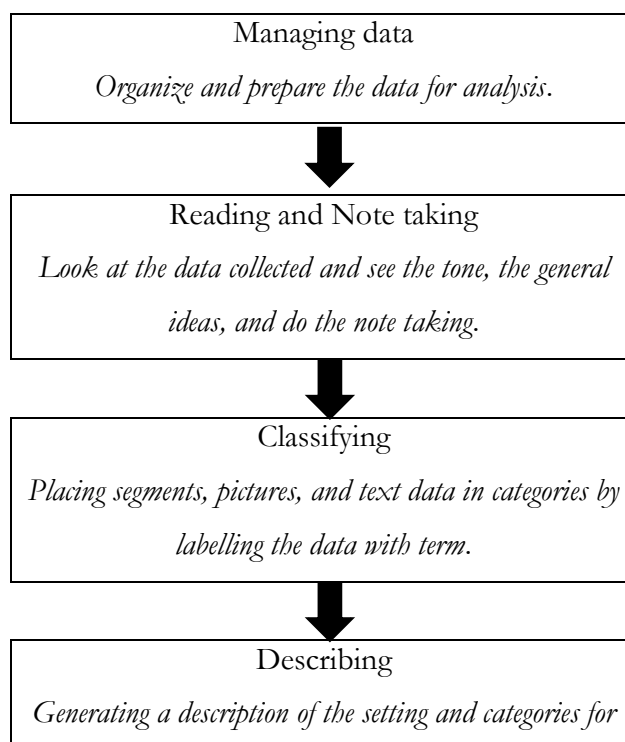 Managing data
Organize and prepare the data for analysis.
Reading and Note taking
Look at the data collected and see the tone, the general
ideas, and do the note taking.
Classifying
Placing segments, pictures, and text data in categories by
labelling the data with term.
Describing
Generating a description of the setting and categories for